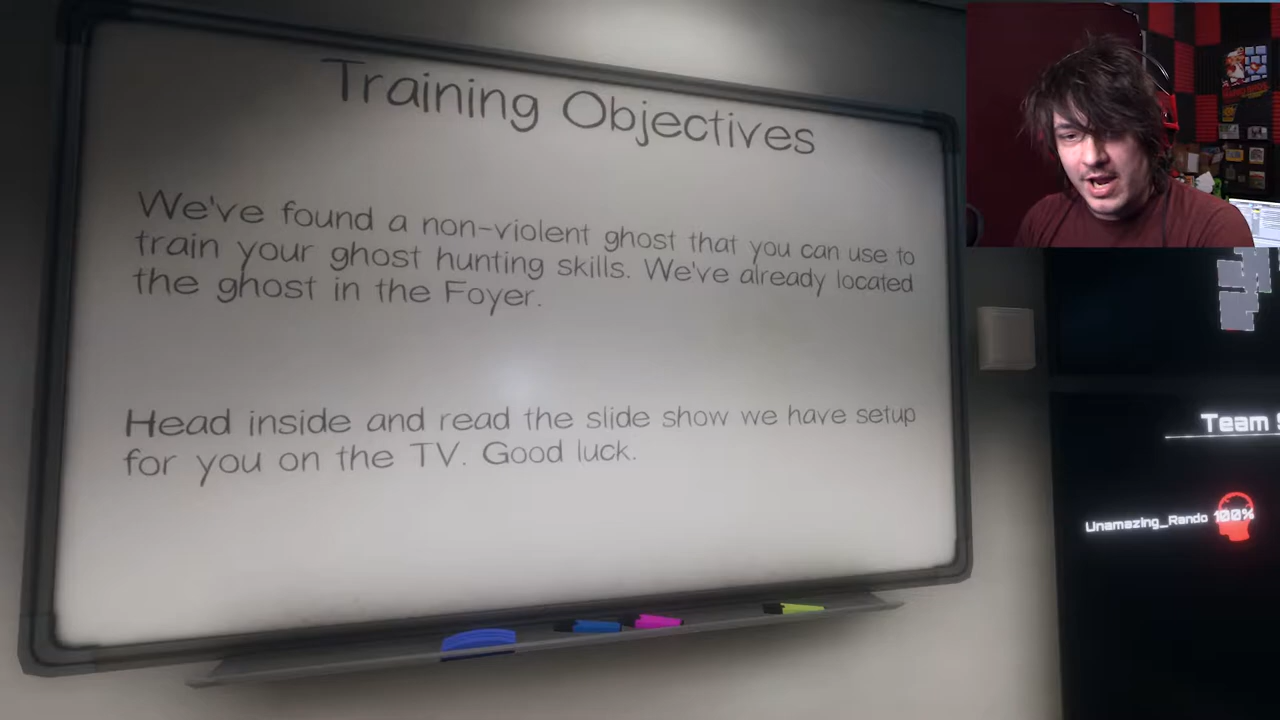 Training Objectives
We've found a non-violent ghost that you can use to
train your ghost hunting skills. We've already located
the ghost in the Foyer.
Head inside and read the slide show we have setup
for you on the TV. Good luck.
Team
Unamazing_Rando 100%